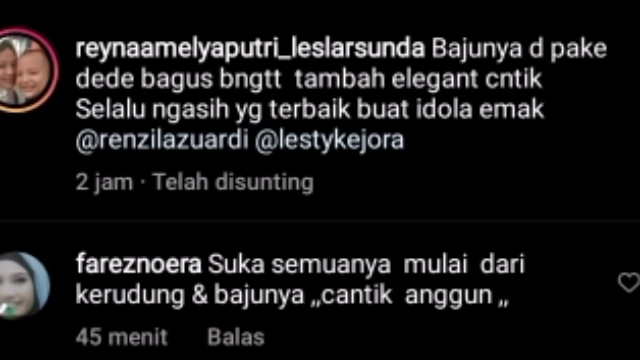 reynaamelyaputri_leslarsunda Bajunya d pake
dede bagus bngtt tambah elegant cntik
Selalu ngasih yg terbaik buat idola emak
@renzilazuardi @lestykejora
2 jam · Telah disunting
fareznoera Suka semuanya mulai dari
kerudung & bajunya ,,cantik anggun ,,
45 menit Balas